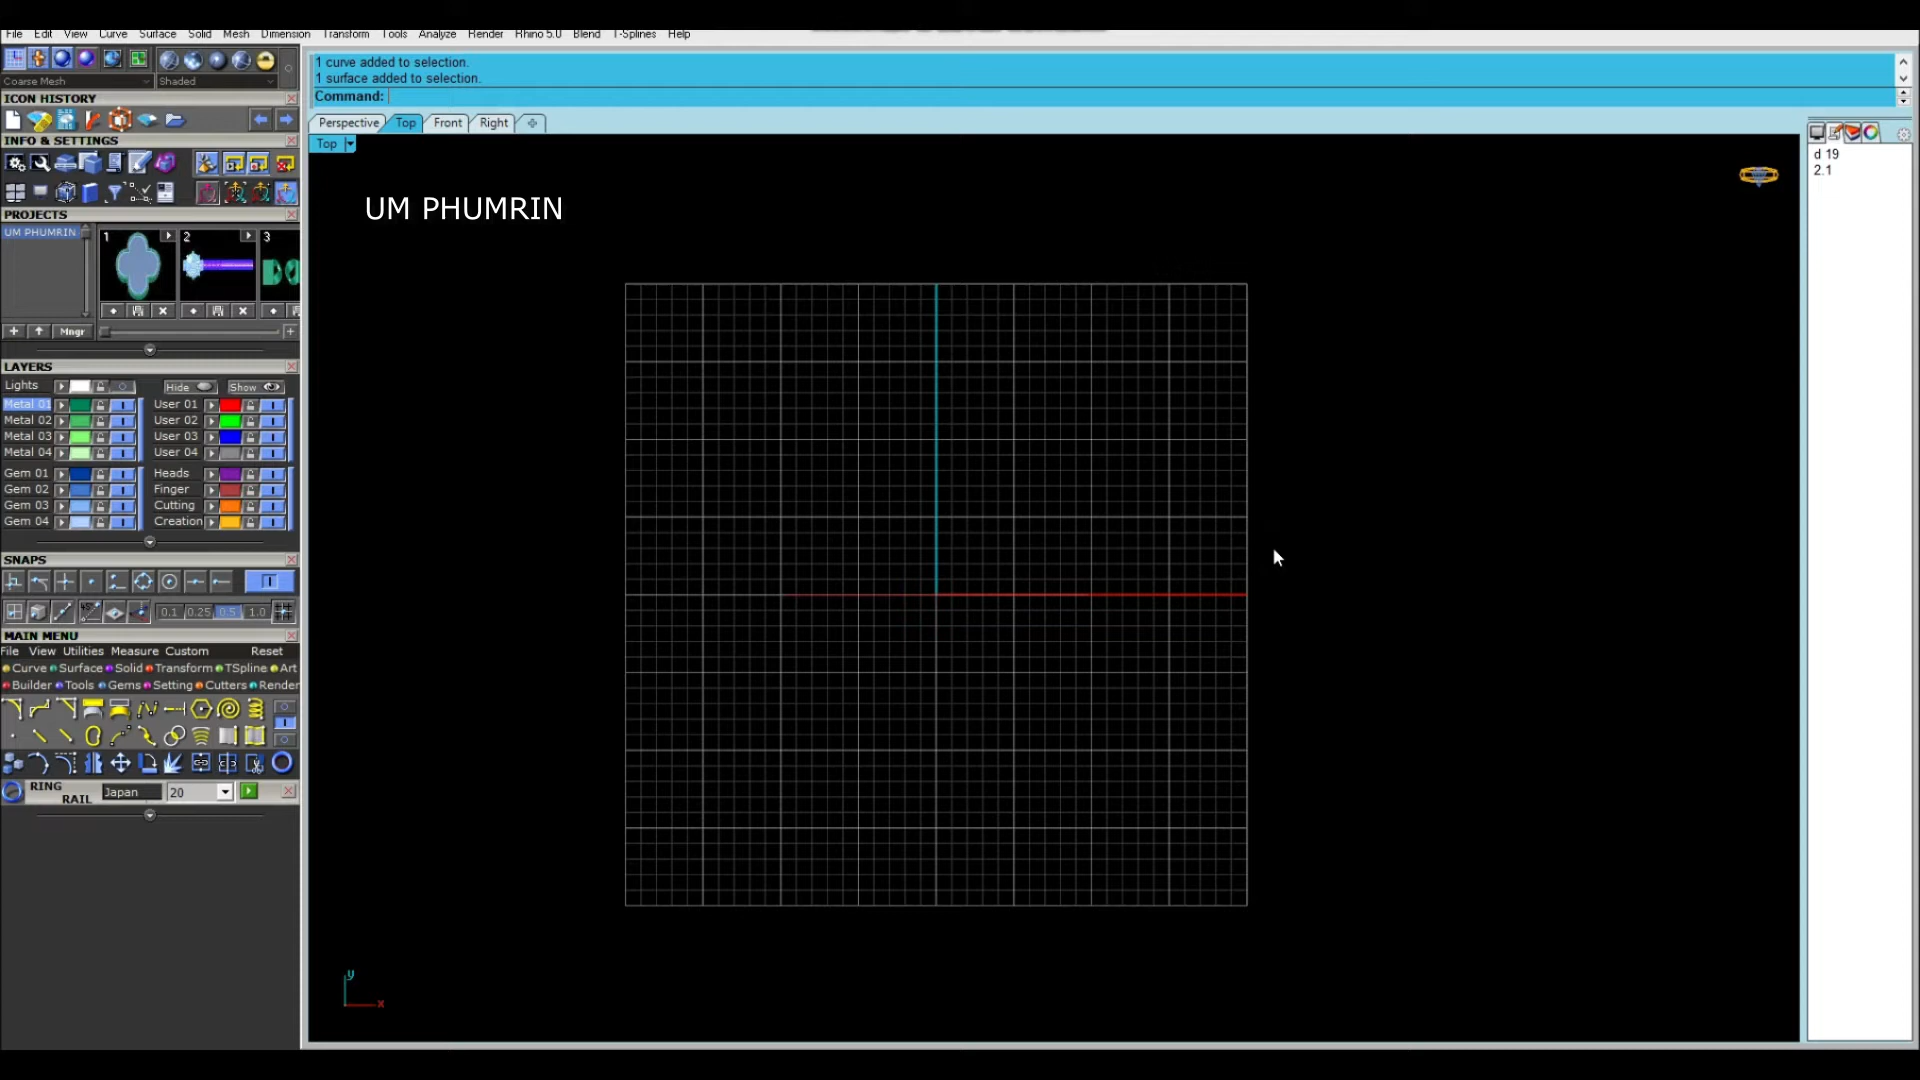 File Edit View Curve Surface Solid Mesh Dimension Transform Tools Analyze Render Rhino 5.0 Blend T-Splines Help
1 curve added to selection.
1 surface added to selection.
Command:
Coarse Mesh Shaded
ICON HISTORY
INFO & SETTINGS
PROJECTS
UM PHUMRIN
1 2 3
Mngr
LAYERS
Lights Hide Show
Metal 01 User 01
Metal 02 User 02
Metal 03 User 03
Metal 04 User 04
Gem 01 Heads
Gem 02 Finger
Gem 03 Cutting
Gem 04 Creation
SNAPS
0.1 0.25 0.5 1.0
MAIN MENU
File View Utilities Measure Custom Reset
Curve Surface Solid Transform TSpline Art
Builder Tools Gems Setting Cutters Render
RING RAIL Japan 20
Perspective Top Front Right
Top
UM PHUMRIN
y
x
d 19
2.1